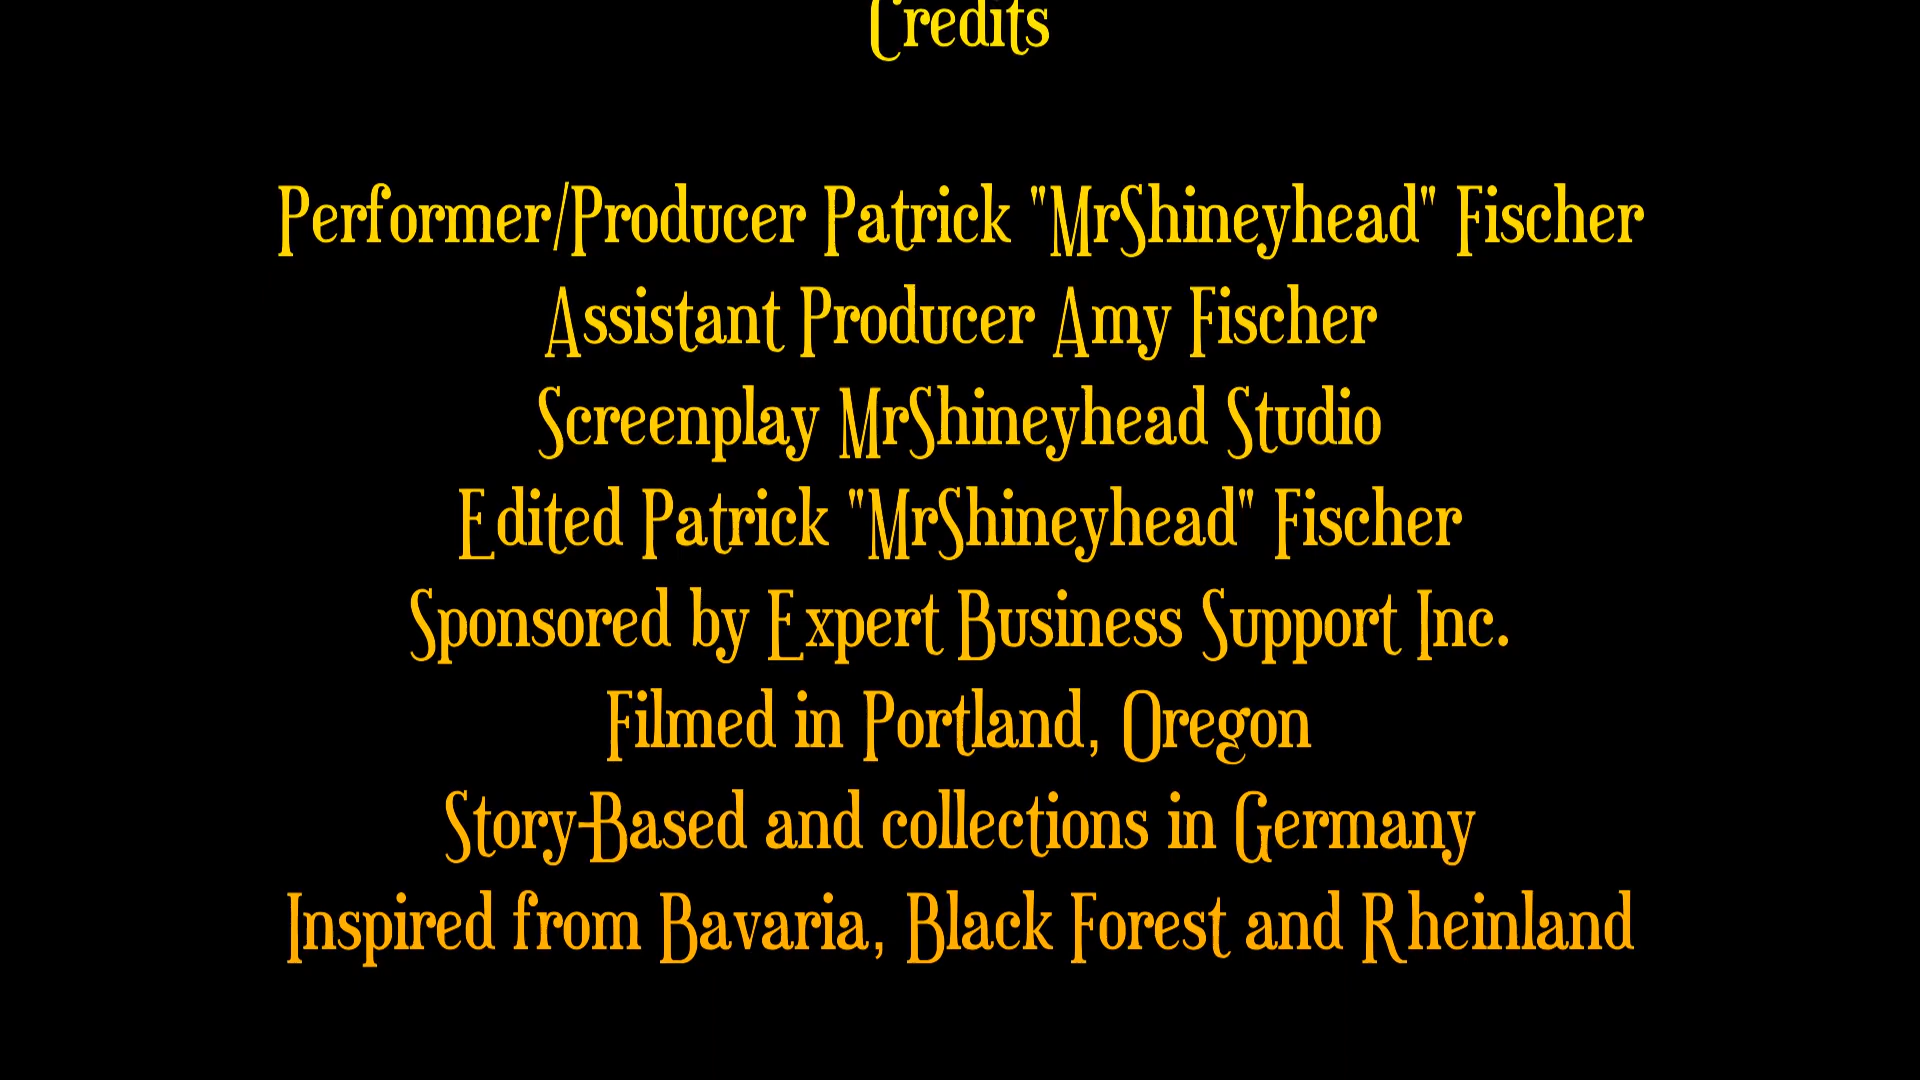 Credits
Performer/Producer Patrick "MrShineyhead" Fischer
Assistant Producer Amy Fischer
Screenplay MrShineyhead Studio
Edited Patrick "MrShineyhead" Fischer
Sponsored by Expert Business Support Inc.
Filmed in Portland, Oregon
Story-Based and collections in Germany
Inspired from Bavaria, Black Forest and Rheinland